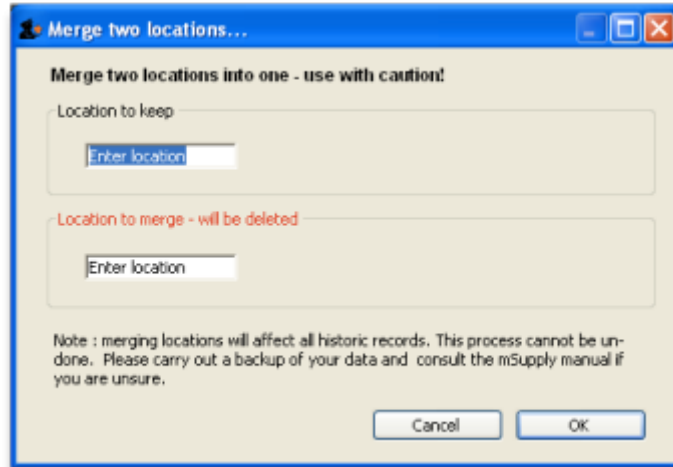 Merge two locations...
Merge two locations into one - use with caution!
Location to keep
Enter location
Location to merge - will be deleted
Enter location
Note : merging locations will affect all historic records. This process cannot be un-
done. Please carry out a backup of your data and consult the mSupply manual if
you are unsure.
Cancel OK